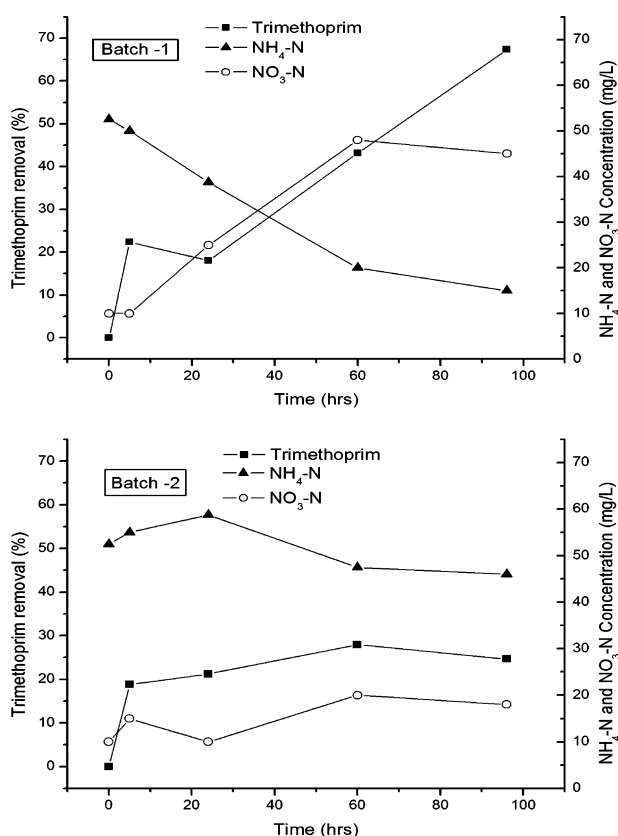 Batch -1
Trimethoprim
NH4-N
NO3-N
70
60
50
40
30
20
10
0
70
60
50
40
30
20
10
0
0 20 40 60 80 100
Trimethoprim removal (%)
NH4-N and NO3-N Concentration (mg/L)
Time (hrs)
Batch -2
Trimethoprim
NH4-N
NO3-N
70
60
50
40
30
20
10
0
70
60
50
40
30
20
10
0
0 20 40 60 80 100
Trimethoprim removal (%)
NH4-N and NO3-N Concentration (mg/L)
Time (hrs)